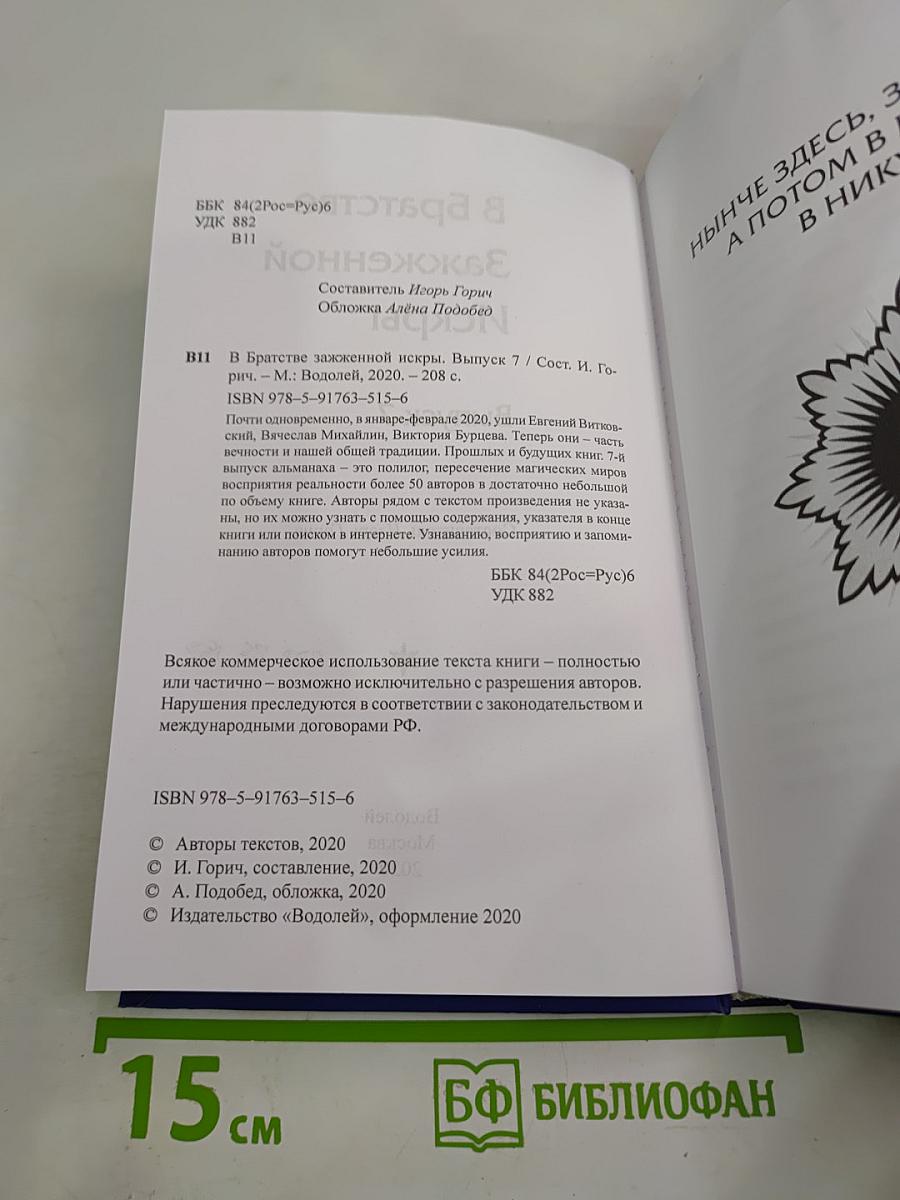 ББК 84(2Рос=Рус)6
УДК 882
В11
Составитель Игорь Горич
Обложка Алёна Подобед
В11 В Братстве зажженной искры. Выпуск 7 / Сост. И. Го-
рич. – М.: Водолей, 2020. – 208 с.
ISBN 978–5–91763–515–6
Почти одновременно, в январе-феврале 2020, ушли Евгений Витков-
ский, Вячеслав Михайлин, Виктория Бурцева. Теперь они – часть
вечности и нашей общей традиции. Прошлых и будущих книг. 7-й
выпуск альманаха – это полилог, пересечение магических миров
восприятия реальности более 50 авторов в достаточно небольшой
по объему книге. Авторы рядом с текстом произведения не указа-
ны, но их можно узнать с помощью содержания, указателя в конце
книги или поиском в интернете. Узнаванию, восприятию и запоми-
нанию авторов помогут небольшие усилия.
ББК 84(2Рос=Рус)6
УДК 882
Всякое коммерческое использование текста книги – полностью
или частично – возможно исключительно с разрешения авторов.
Нарушения преследуются в соответствии с законодательством и
международными договорами РФ.
ISBN 978–5–91763–515–6
© Авторы текстов, 2020
© И. Горич, составление, 2020
© А. Подобед, обложка, 2020
© Издательство «Водолей», оформление 2020
НЫНЧЕ ЗДЕСЬ,
А ПОТОМ В
В НИКУ
15 см
БФ БИБЛИОФАН